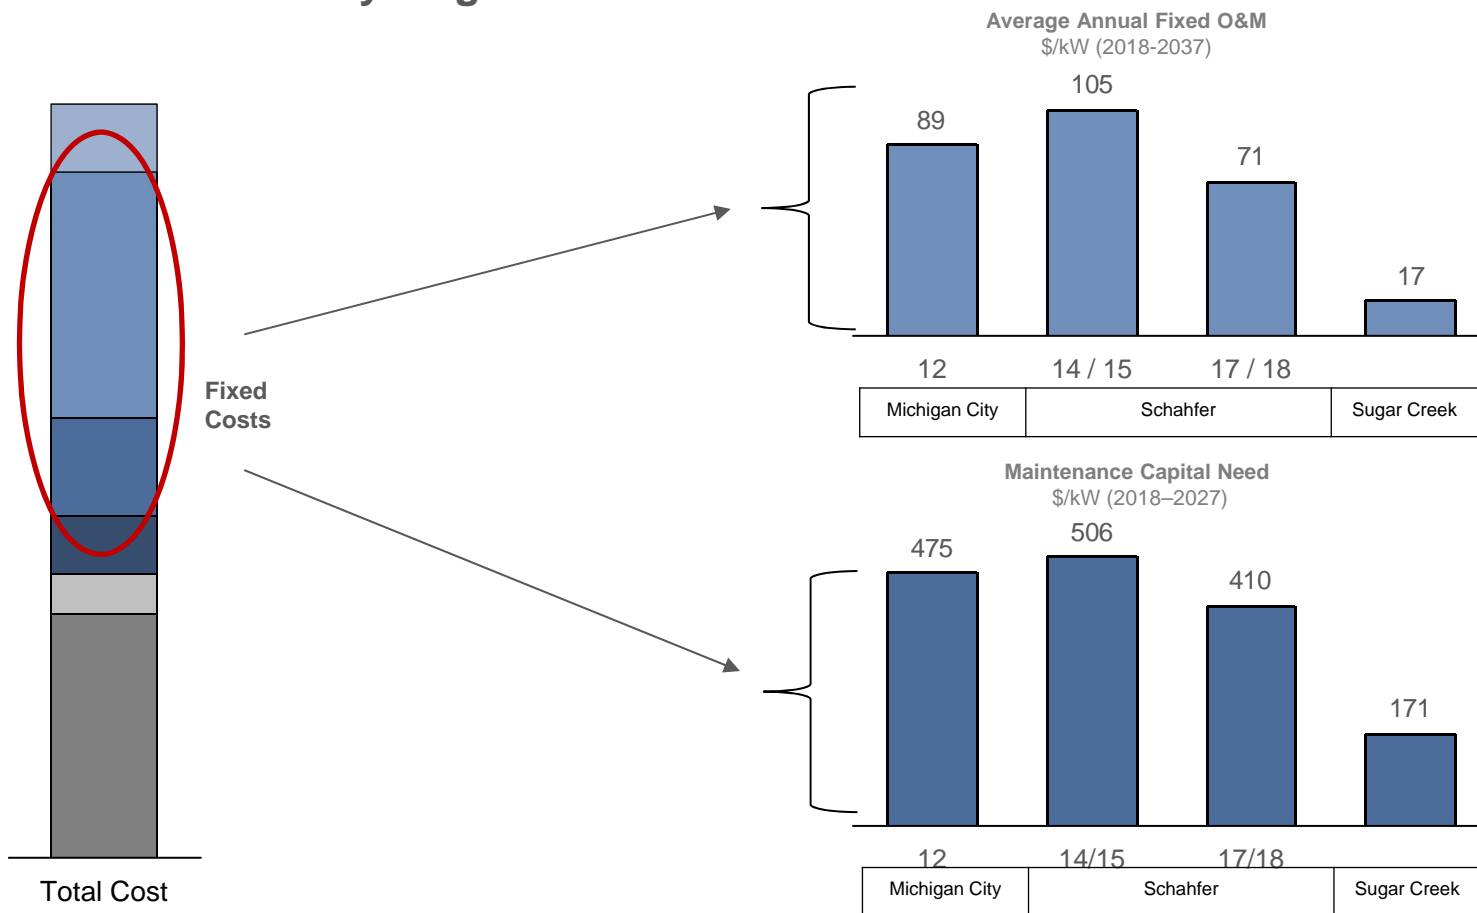 Average Annual Fixed O&M
$/kW (2018-2037)
89
105
71
17
12
14 / 15
17 / 18
Michigan City
Schahfer
Sugar Creek
Fixed
Costs
Maintenance Capital Need
$/kW (2018–2027)
475
506
410
171
12
14/15
17/18
Michigan City
Schahfer
Sugar Creek
Total Cost